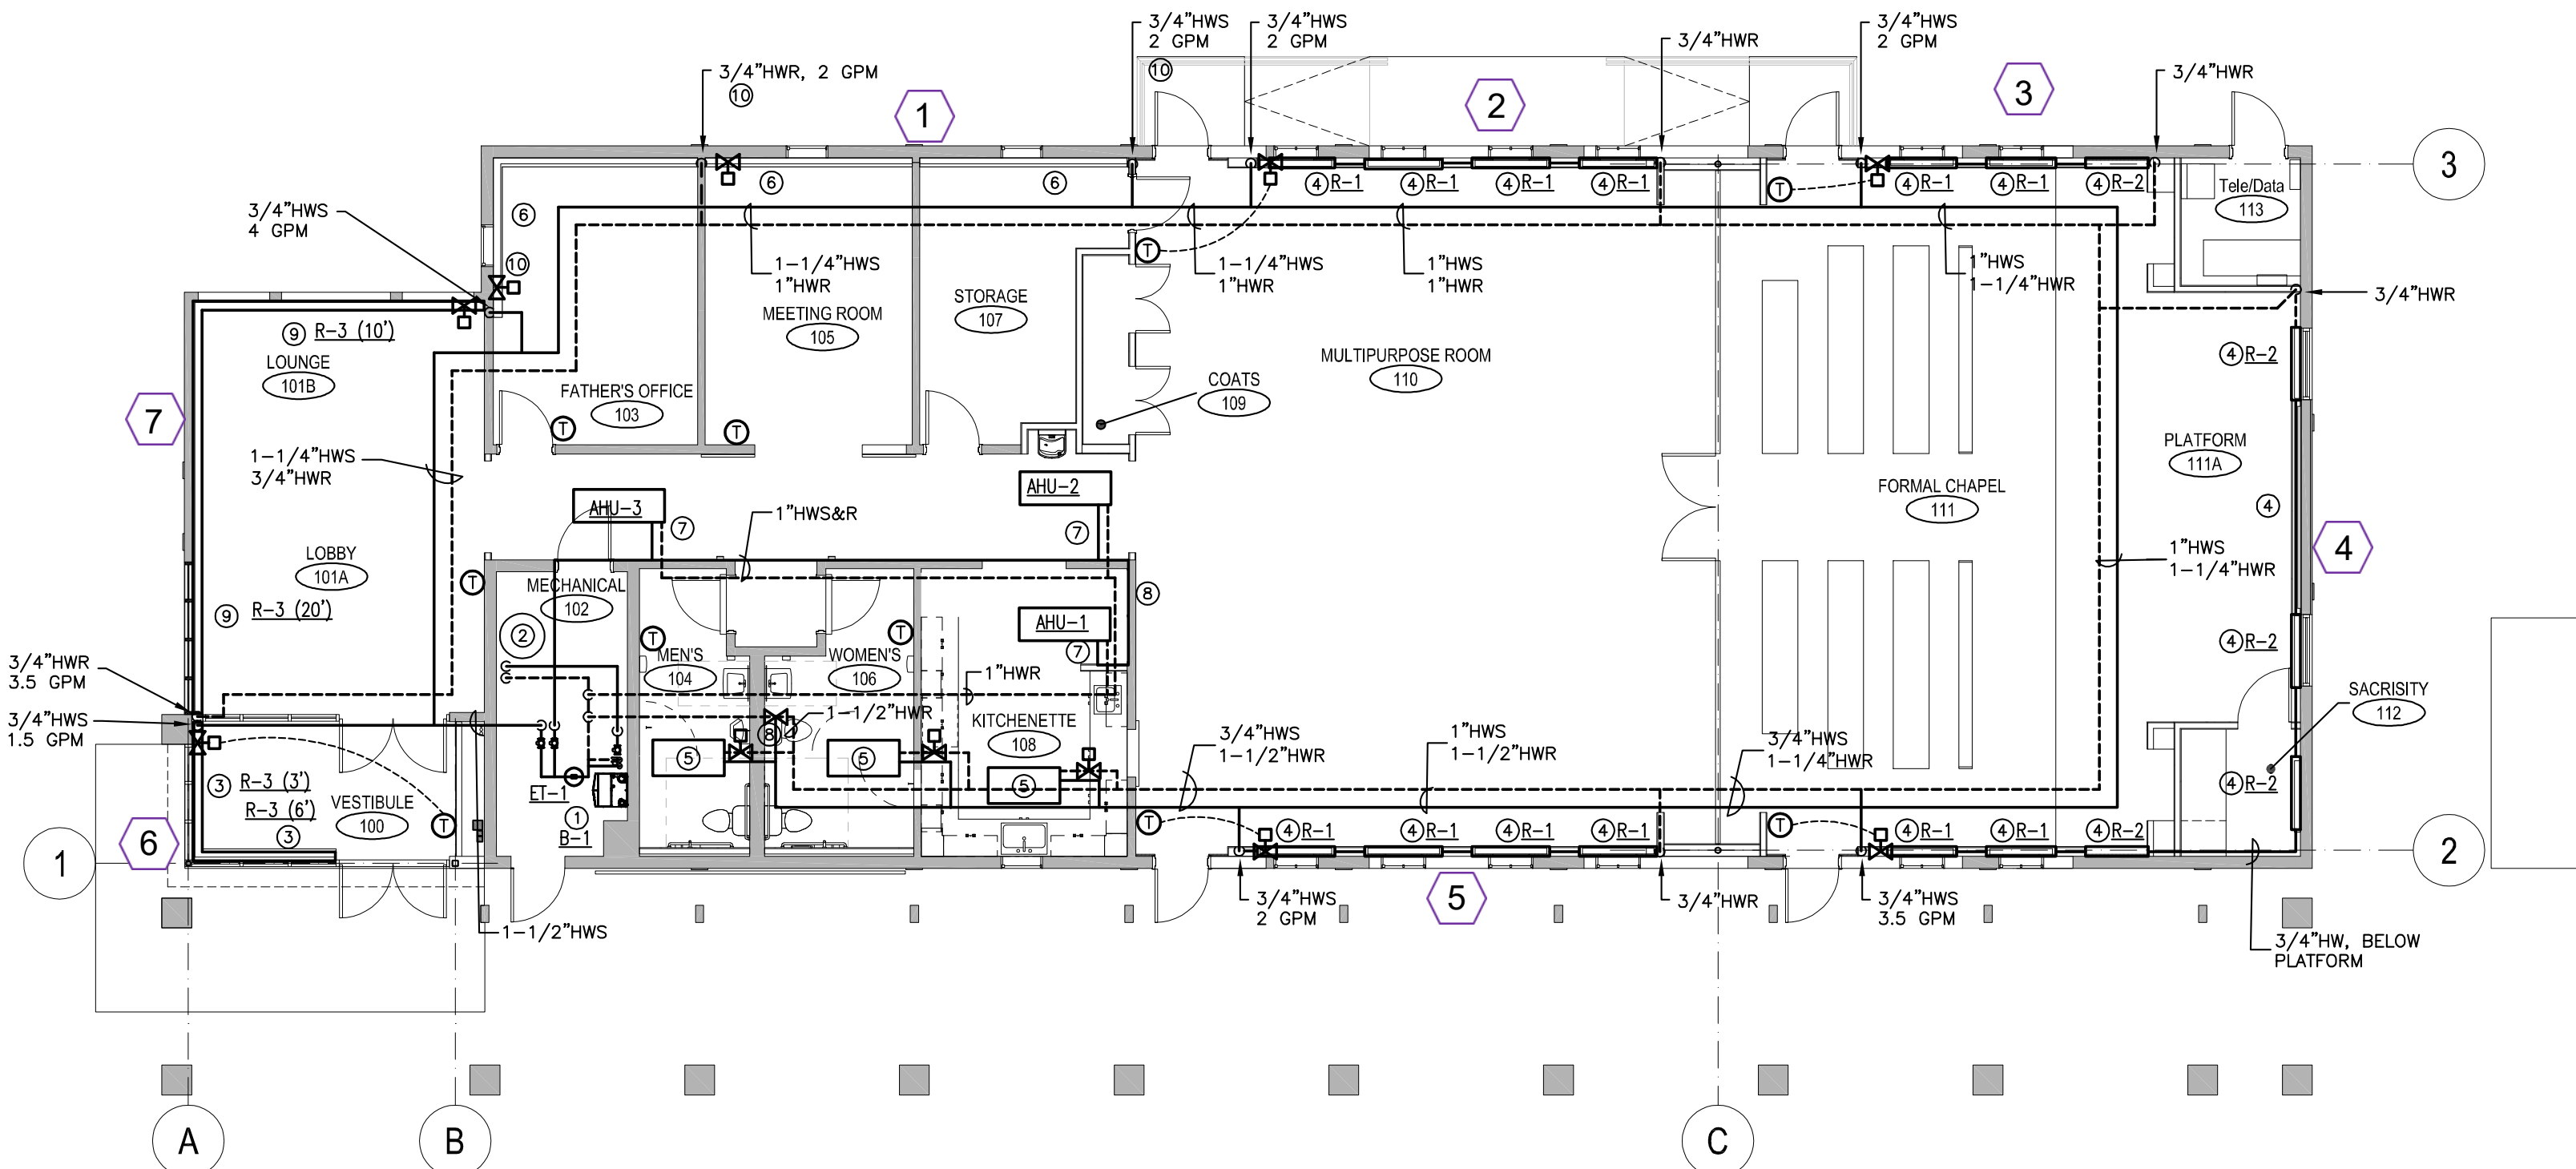 3/4"HWS
2 GPM
3/4"HWS
2 GPM
3/4"HWR
3/4"HWS
2 GPM
3/4"HWR
3/4"HWR, 2 GPM
10
10
1
2
3
3
6
6
6
4 R-1
4 R-1
4 R-1
4 R-1
T
4 R-1
4 R-1
4 R-2
Tele/Data
113
3/4"HWS
4 GPM
10
T
1-1/4"HWS
1"HWR
1-1/4"HWS
1"HWR
1"HWS
1"HWR
1"HWS
1-1/4"HWR
3/4"HWR
9 R-3 (10')
LOUNGE
101B
MEETING ROOM
105
STORAGE
107
MULTIPURPOSE ROOM
110
4 R-2
7
FATHER'S OFFICE
103
COATS
109
T
T
1-1/4"HWS
3/4"HWR
PLATFORM
111A
AHU-3
AHU-2
7
7
1"HWS&R
FORMAL CHAPEL
111
4
4
LOBBY
101A
T
MECHANICAL
102
1"HWS
1-1/4"HWR
8
9 R-3 (20')
2
T
T
AHU-1
7
MEN'S
104
WOMEN'S
106
1"HWR
4 R-2
3/4"HWR
3.5 GPM
3/4"HWS
1.5 GPM
SACRISITY
112
1-1/2"HWR
8
KITCHENETTE
108
3/4"HWS
1-1/2"HWR
1"HWS
1-1/2"HWR
3/4"HWS
1-1/4"HWR
5
5
5
3 R-3 (3')
R-3 (6')
3
VESTIBULE
100
T
ET-1
1
B-1
4 R-2
T
4 R-1
4 R-1
4 R-1
4 R-1
T
4 R-1
4 R-1
4 R-2
6
1
2
5
3/4"HWS
2 GPM
3/4"HWR
3/4"HWS
3.5 GPM
1-1/2"HWS
3/4"HW, BELOW
PLATFORM
A
B
C